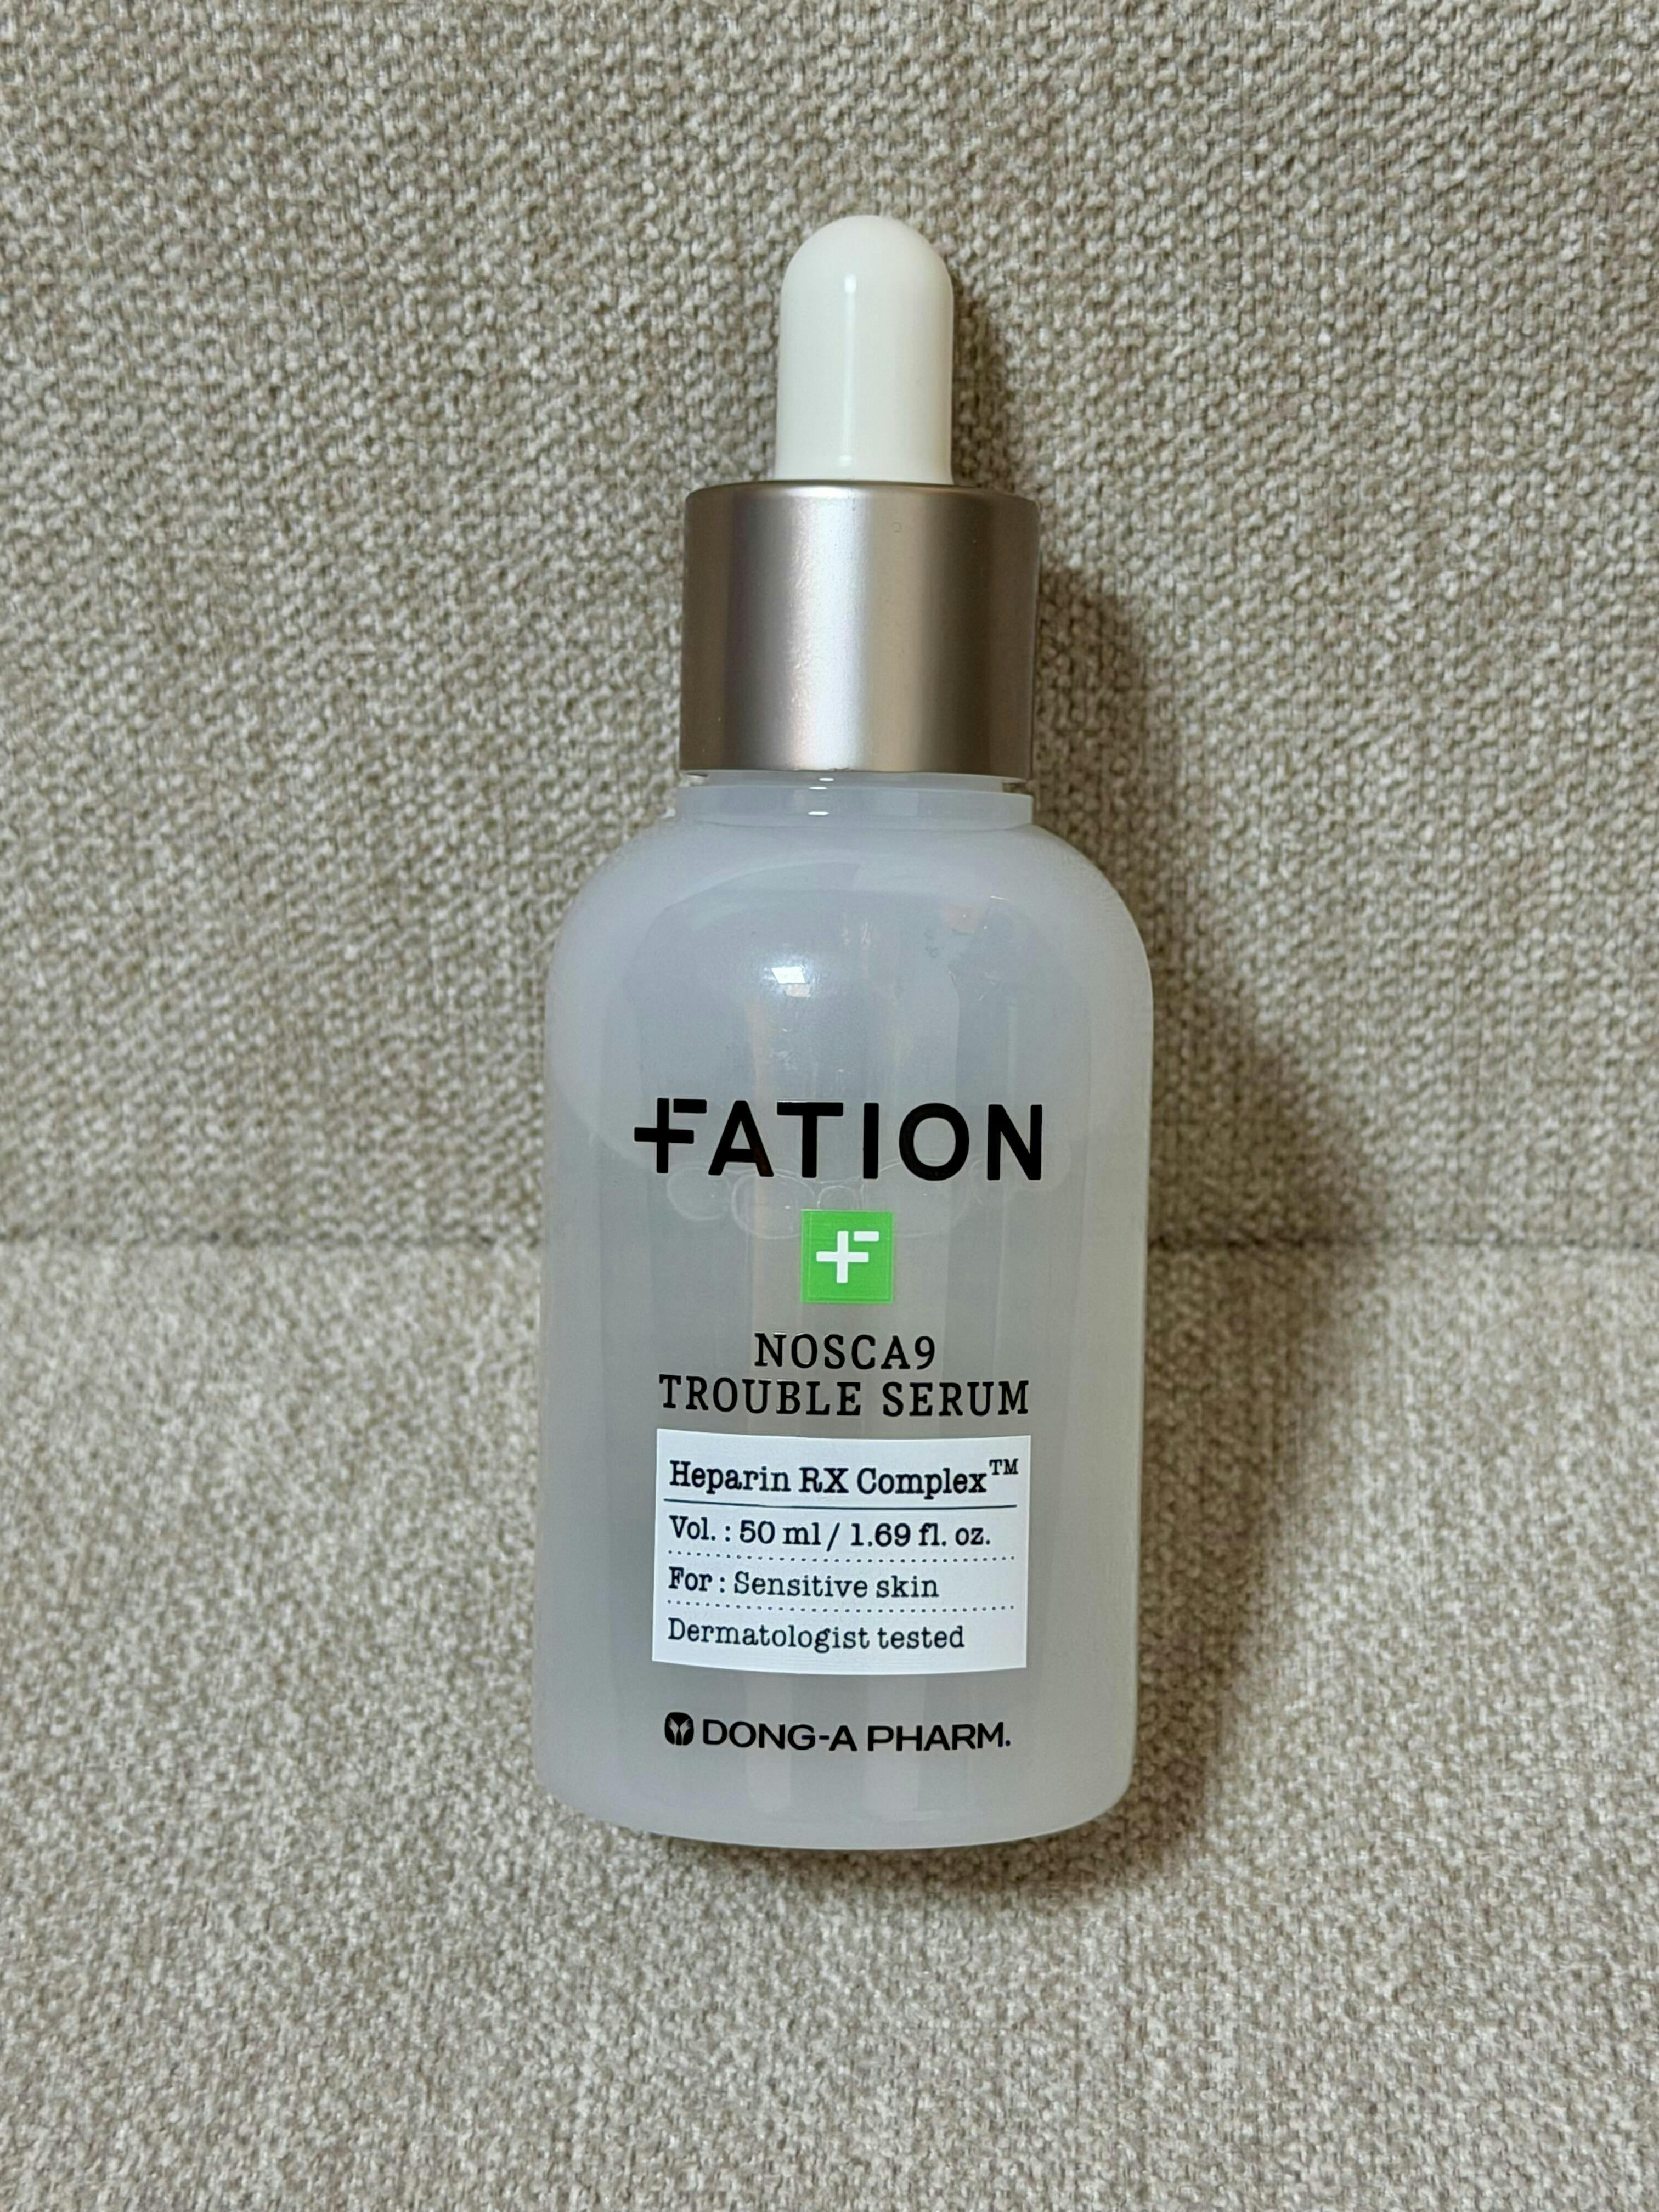 FATION
NOSCA9
TROUBLE SERUM
Heparin RX Complex™
Vol. : 50 ml / 1.69 fl. oz.
For : Sensitive skin
Dermatologist tested
DONG-A PHARM.